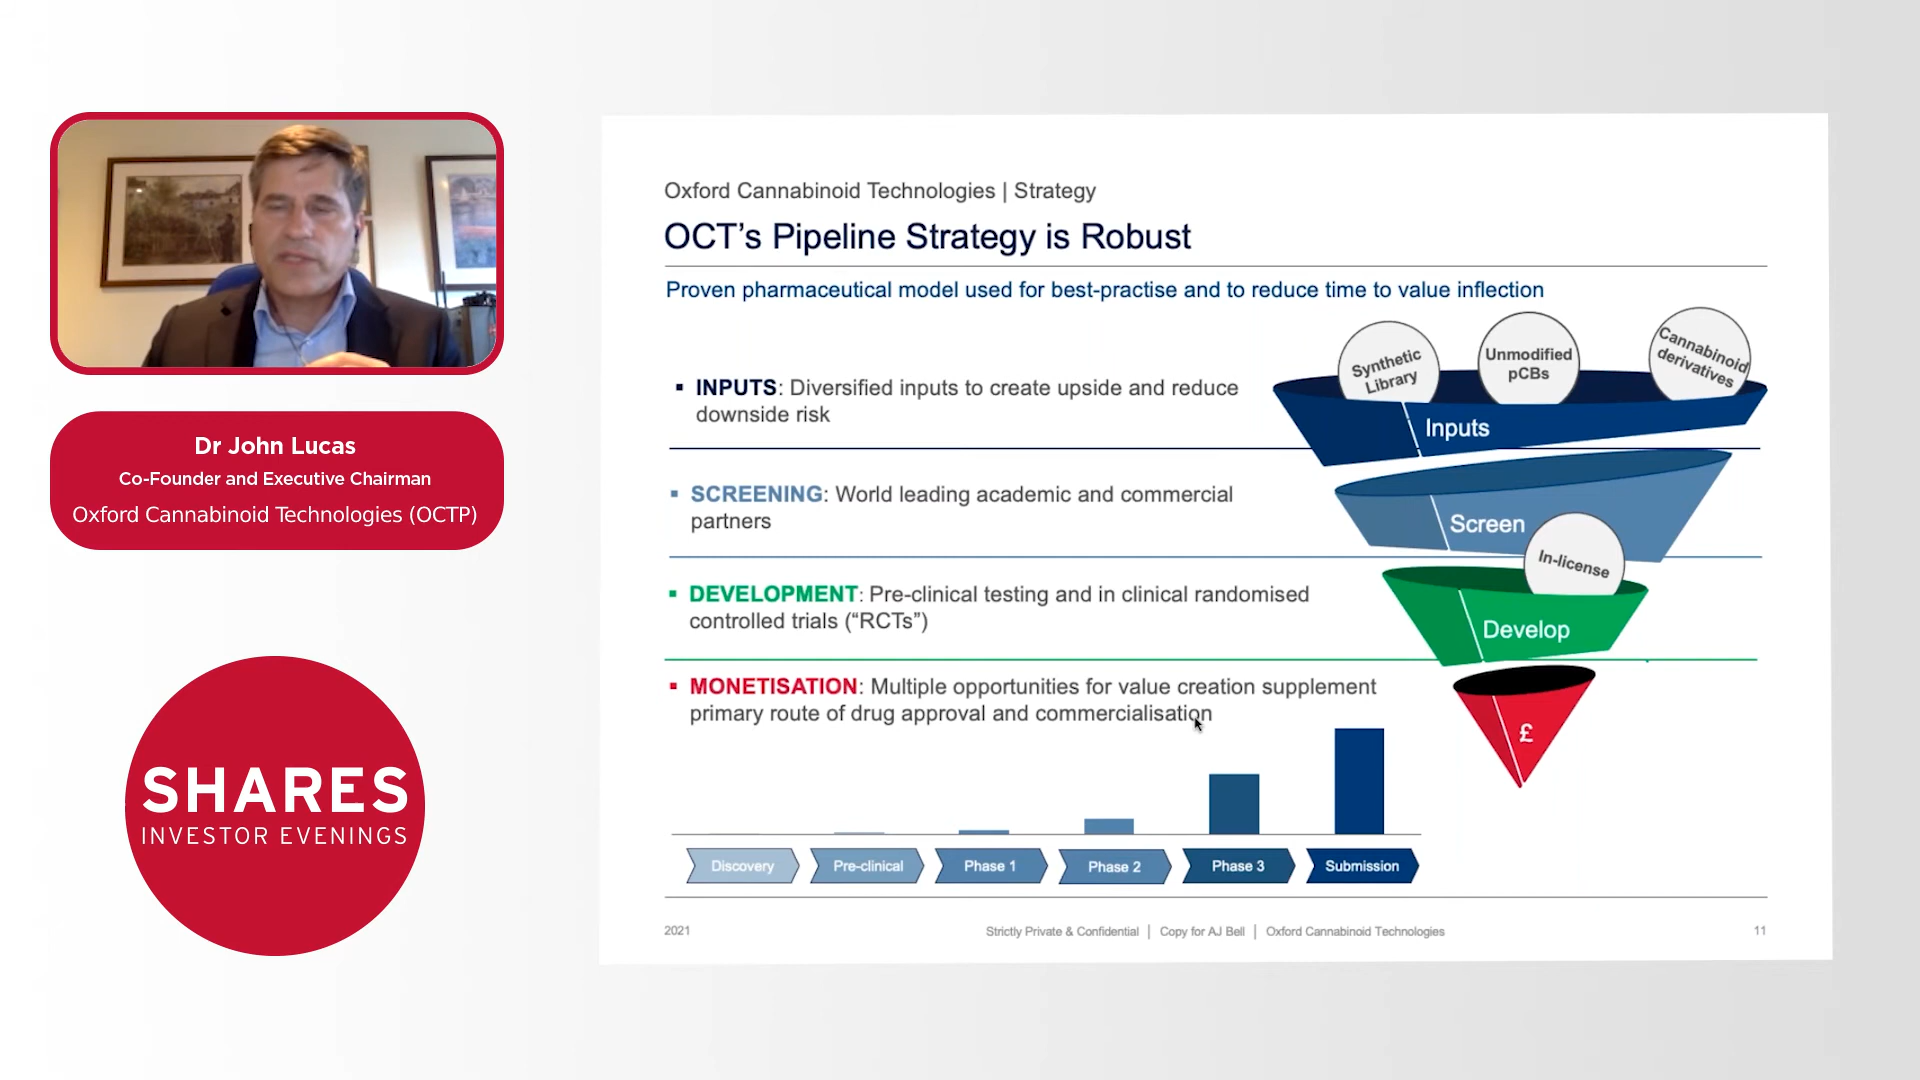 Dr John Lucas
Co-Founder and Executive Chairman
Oxford Cannabinoid Technologies (OCTP)
SHARES
INVESTOR EVENINGS
Oxford Cannabinoid Technologies | Strategy
OCT’s Pipeline Strategy is Robust
Proven pharmaceutical model used for best-practise and to reduce time to value inflection
▪ INPUTS: Diversified inputs to create upside and reduce
downside risk
▪ SCREENING: World leading academic and commercial
partners
▪ DEVELOPMENT: Pre-clinical testing and in clinical randomised
controlled trials (“RCTs”)
▪ MONETISATION: Multiple opportunities for value creation supplement
primary route of drug approval and commercialisation
Synthetic
Library
Unmodified
pCBs
Cannabinoid
derivatives
Inputs
Screen
In-license
Develop
£
Discovery
Pre-clinical
Phase 1
Phase 2
Phase 3
Submission
2021
Strictly Private & Confidential | Copy for AJ Bell | Oxford Cannabinoid Technologies
11